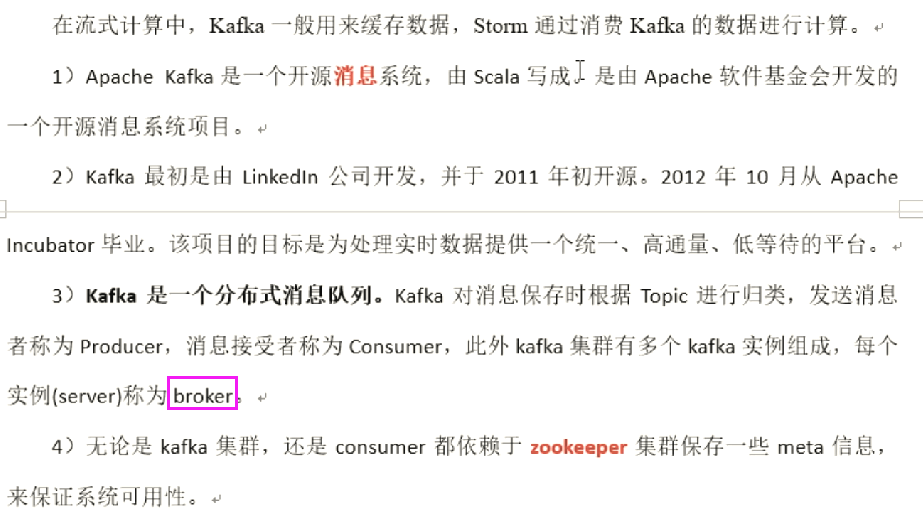 在流式计算中，Kafka 一般用来缓存数据，Storm 通过消费 Kafka 的数据进行计算。
1）Apache Kafka 是一个开源消息系统，由 Scala 写成 是由 Apache 软件基金会开发的
一个开源消息系统项目。
2）Kafka 最初是由 LinkedIn 公司开发，并于 2011 年初开源。2012 年 10 月从 Apache
Incubator 毕业。该项目的目标是为处理实时数据提供一个统一、高通量、低等待的平台。
3）Kafka 是一个分布式消息队列。Kafka 对消息保存时根据 Topic 进行归类，发送消息
者称为 Producer，消息接受者称为 Consumer，此外 kafka 集群有多个 kafka 实例组成，每个
实例(server)称为 broker。
4）无论是 kafka 集群，还是 consumer 都依赖于 zookeeper 集群保存一些 meta 信息，
来保证系统可用性。